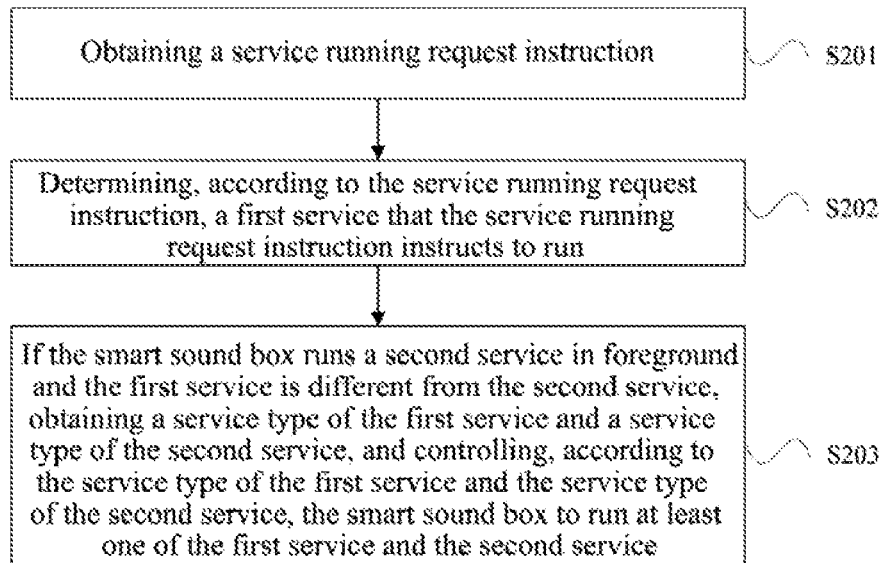 Obtaining a service running request instruction
S201
Determining, according to the service running request
instruction, a first service that the service running
request instruction instructs to run
S202
If the smart sound box runs a second service in foreground
and the first service is different from the second service,
obtaining a service type of the first service and a service
type of the second service, and controlling, according to
the service type of the first service and the service type
of the second service, the smart sound box to run at least
one of the first service and the second service
S203